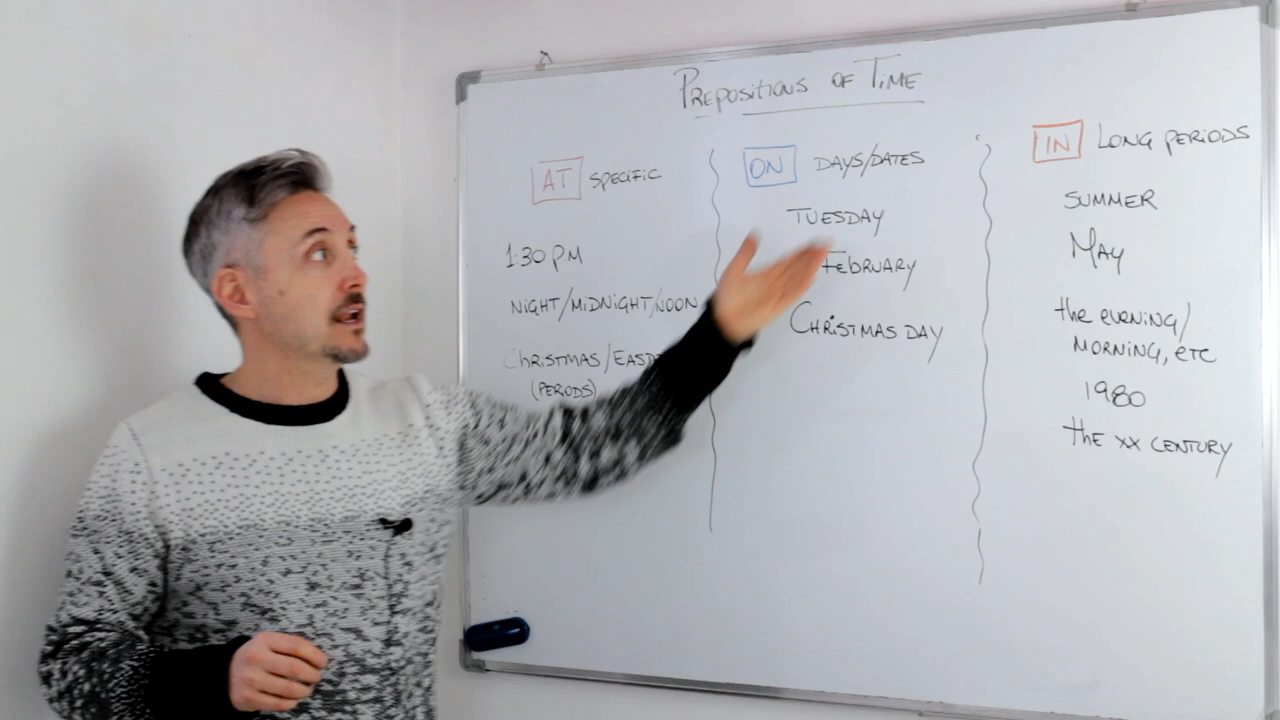 PREPOSITIONS OF TIME
AT SPECIFIC
1:30 PM
NIGHT/MIDNIGHT/NOON
CHRISTMAS/
(PERIODS)
ON DAYS/DATES
TUESDAY
FEBRUARY
CHRISTMAS DAY
IN LONG PERIODS
SUMMER
MAY
the evening/
MORNING, etc
1980
the XX CENTURY